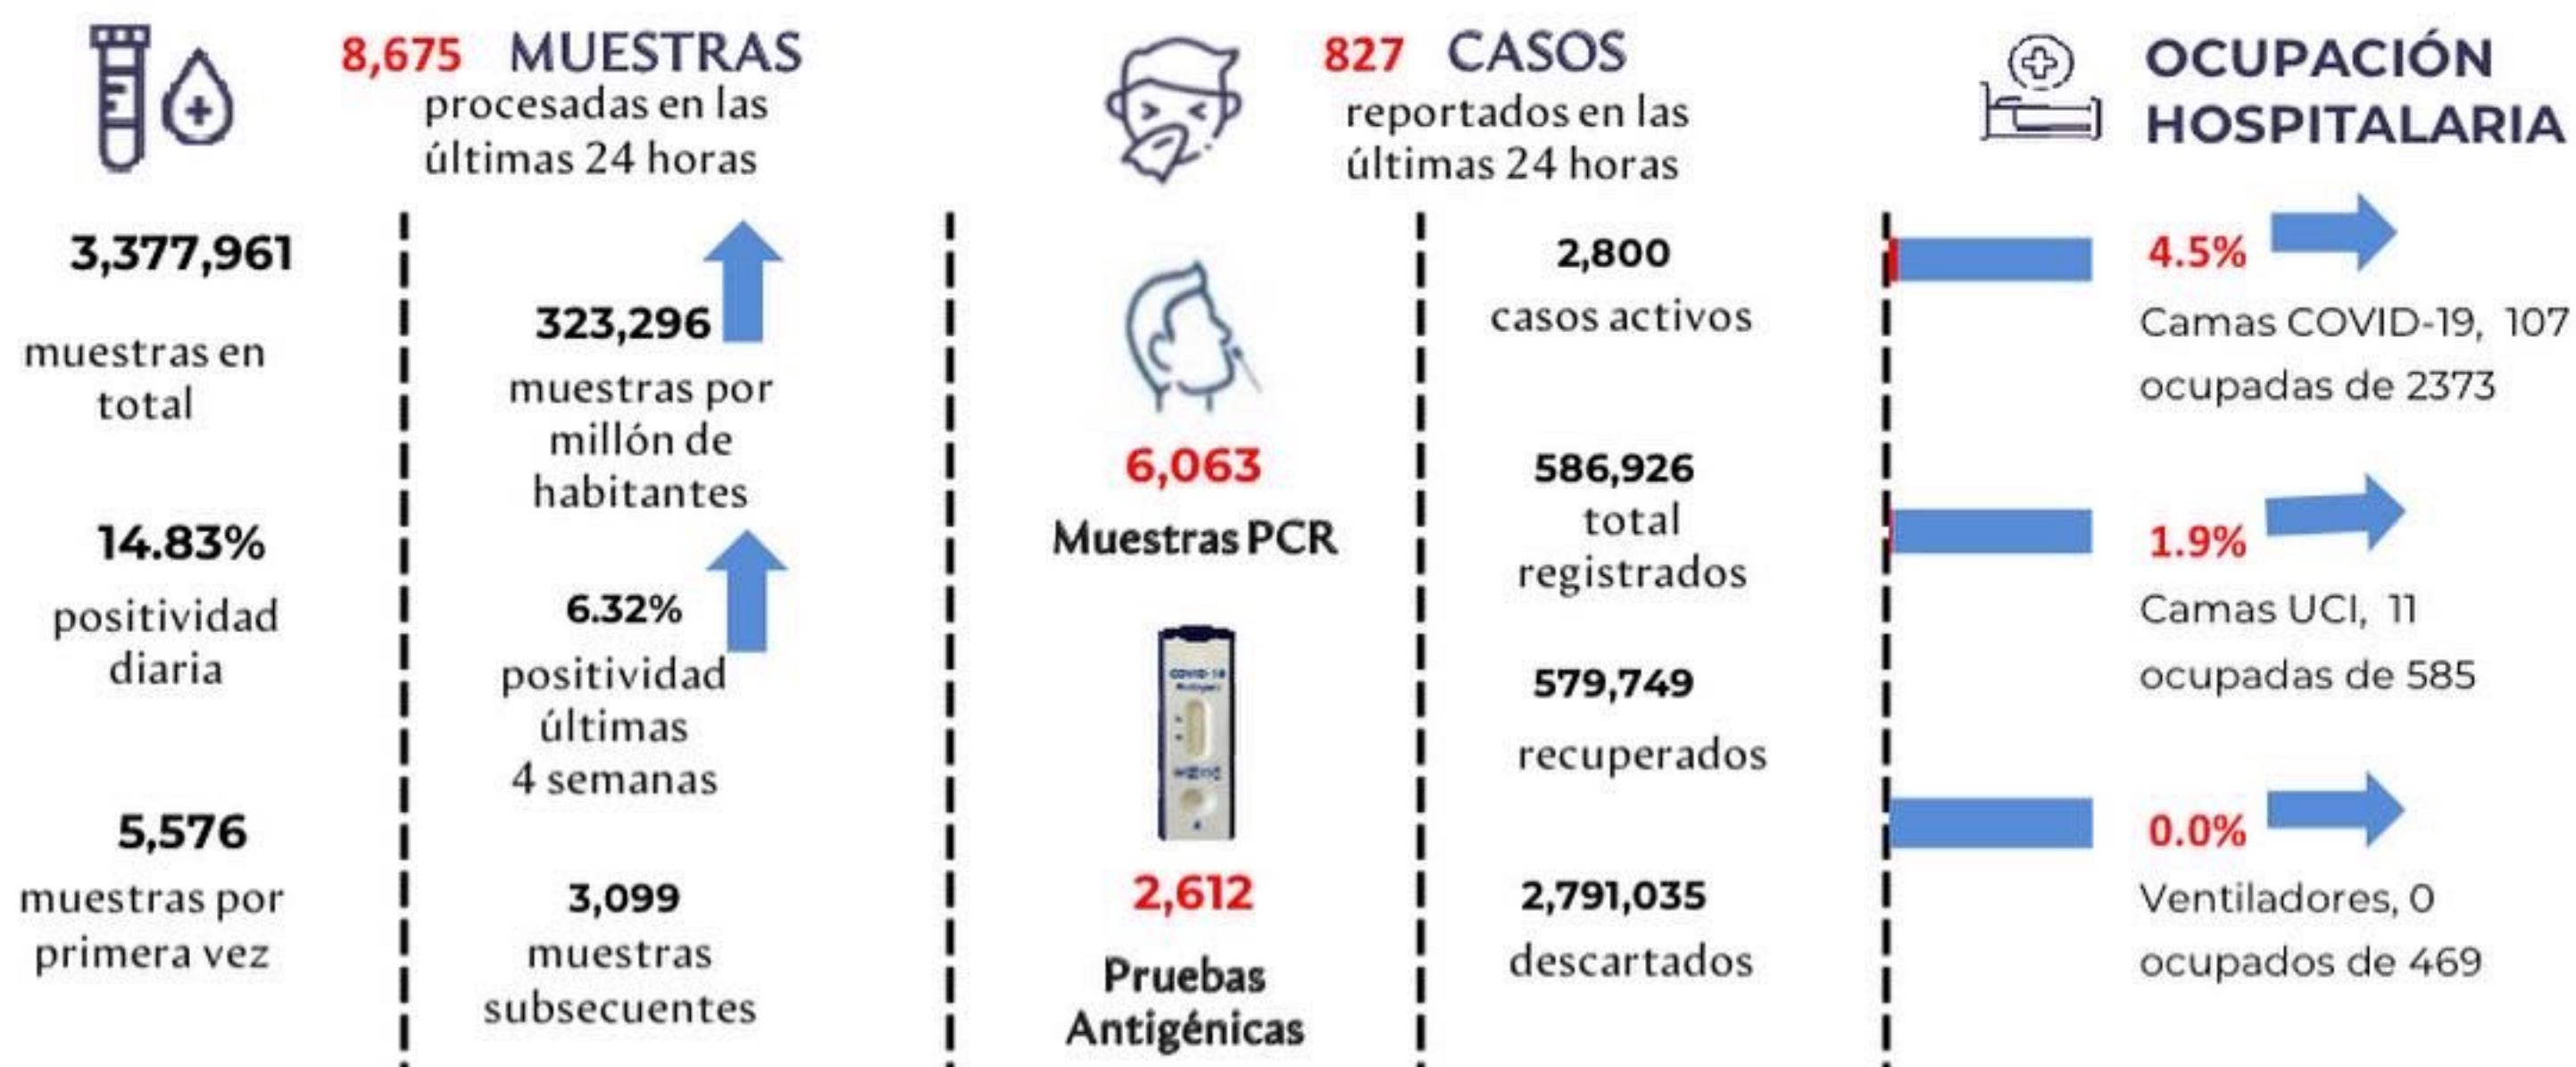 8,675 MUESTRAS
procesadas en las
últimas 24 horas
3,377,961
muestras en
total
14.83%
positividad
diaria
5,576
muestras por
primera vez
323,296
muestras por
millón de
habitantes
6.32%
positividad
últimas
4 semanas
3,099
muestras
subsecuentes
827 CASOS
reportados en las
últimas 24 horas
6,063
Muestras PCR
COVID-19
2,612
Pruebas
Antigénicas
2,800
casos activos
586,926
total
registrados
579,749
recuperados
2,791,035
descartados
OCUPACIÓN
HOSPITALARIA
4.5%
Camas COVID-19, 107
ocupadas de 2373
1.9%
Camas UCI, 11
ocupadas de 585
0.0%
Ventiladores, 0
ocupados de 469